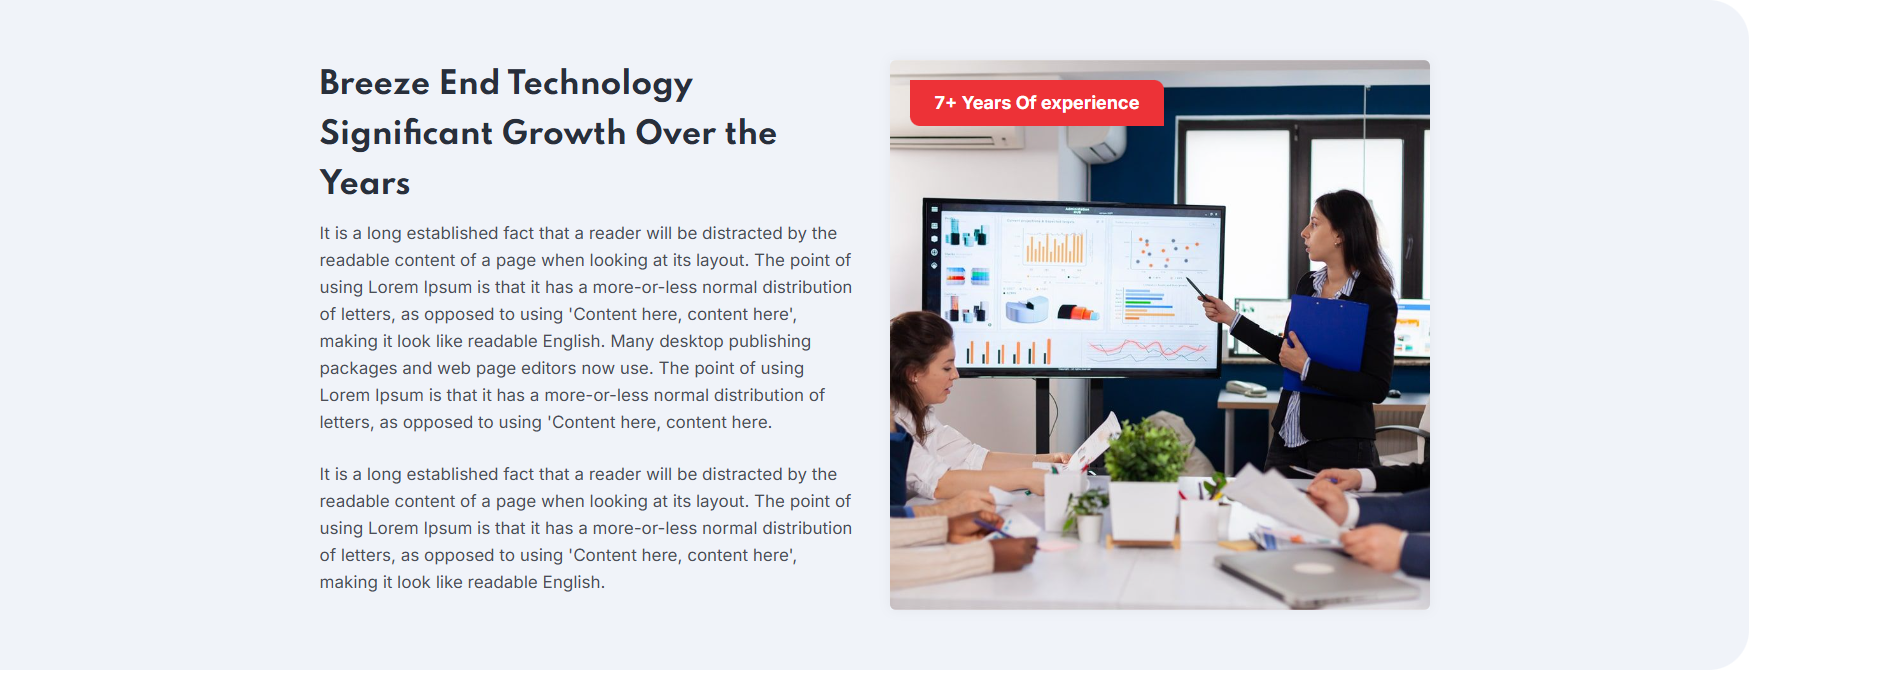 Breeze End Technology
Significant Growth Over the
Years
It is a long established fact that a reader will be distracted by the
readable content of a page when looking at its layout. The point of
using Lorem Ipsum is that it has a more-or-less normal distribution
of letters, as opposed to using 'Content here, content here',
making it look like readable English. Many desktop publishing
packages and web page editors now use. The point of using
Lorem Ipsum is that it has a more-or-less normal distribution of
letters, as opposed to using 'Content here, content here.
It is a long established fact that a reader will be distracted by the
readable content of a page when looking at its layout. The point of
using Lorem Ipsum is that it has a more-or-less normal distribution
of letters, as opposed to using 'Content here, content here',
making it look like readable English.
7+ Years Of experience